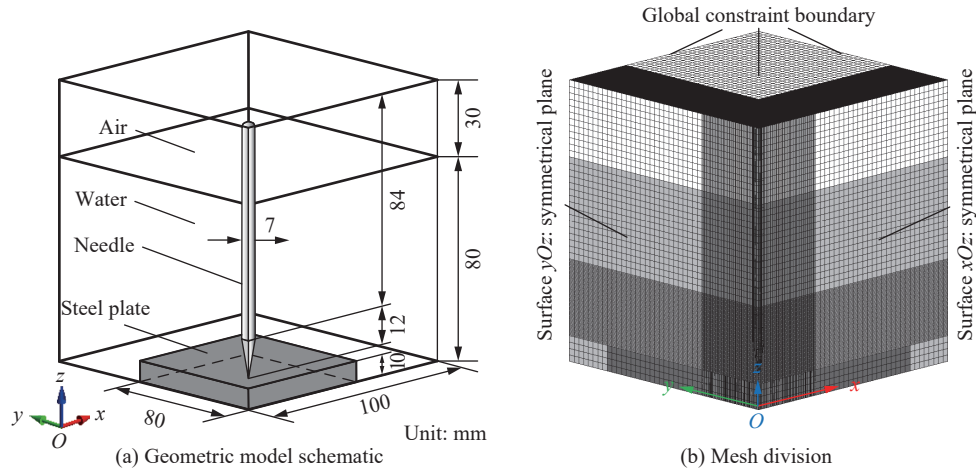 Air
Water
Needle
Steel plate
7
84
30
80
12
10
80
100
z
y
x
O
Unit: mm
(a) Geometric model schematic
Global constraint boundary
Surface yOz: symmetrical plane
Surface xOz: symmetrical plane
z
y
x
O
(b) Mesh division